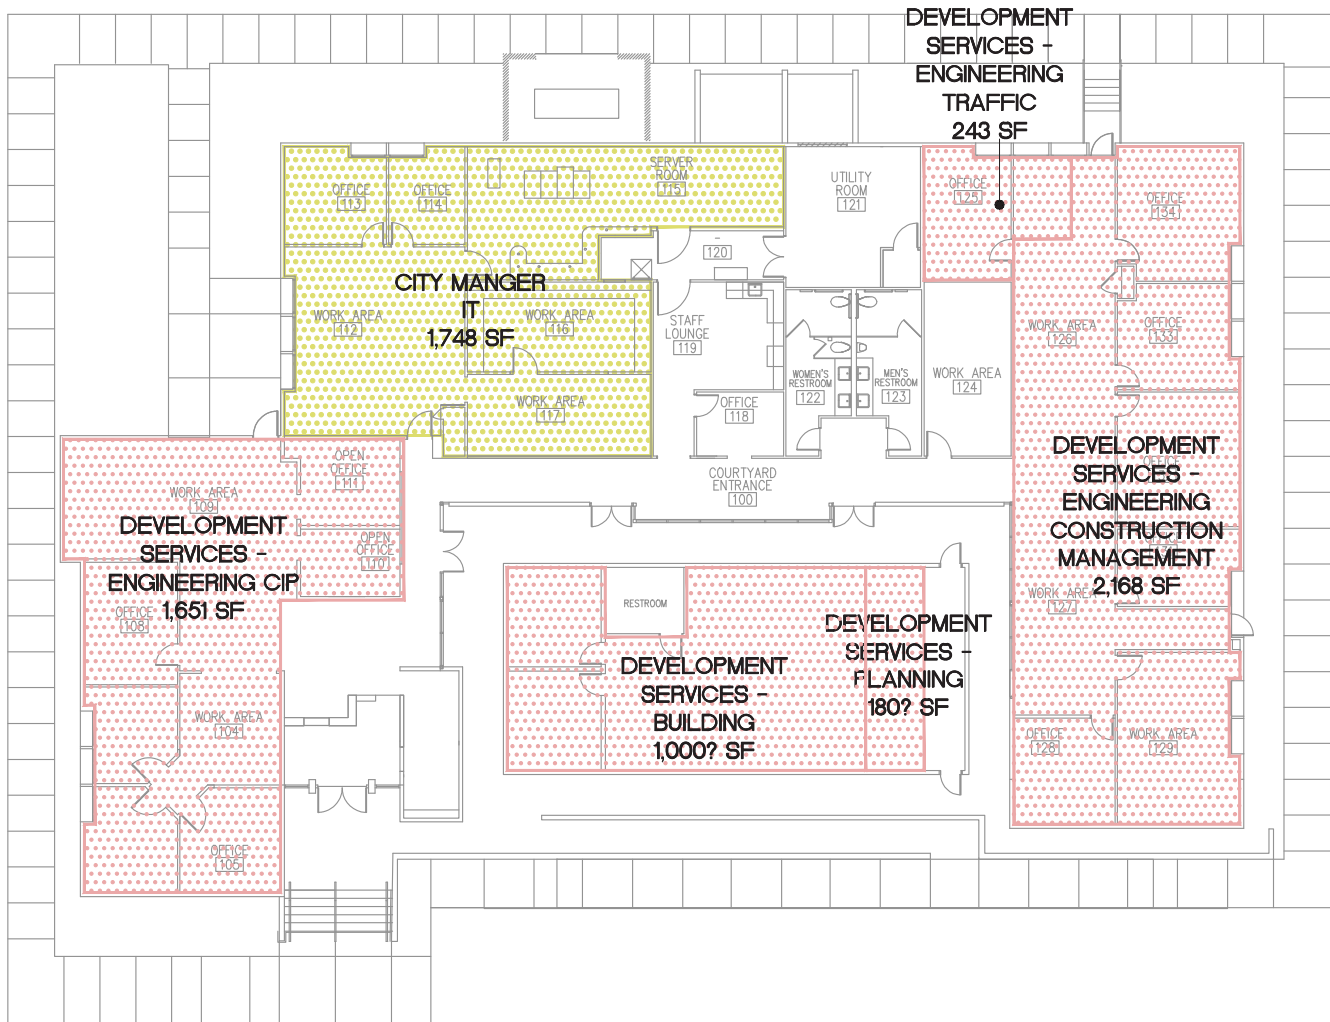 DEVELOPMENT
SERVICES -
ENGINEERING
TRAFFIC
243 SF
OFFICE
113
OFFICE
114
SERVER
ROOM
115
UTILITY
ROOM
121
OFFICE
125
OFFICE
134
120
CITY MANGER
IT
1,748 SF
WORK AREA
112
WORK AREA
116
STAFF
LOUNGE
119
WORK AREA
126
OFFICE
133
WOMEN'S
RESTROOM
122
MEN'S
RESTROOM
123
WORK AREA
124
WORK AREA
117
OFFICE
118
COURTYARD
ENTRANCE
100
OPEN
OFFICE
111
WORK AREA
109
DEVELOPMENT
SERVICES -
ENGINEERING CIP
1,651 SF
OPEN
OFFICE
110
OFFICE
108
DEVELOPMENT
SERVICES -
ENGINEERING
CONSTRUCTION
MANAGEMENT
2,168 SF
OFFICE
WORK AREA
127
RESTROOM
DEVELOPMENT
SERVICES -
BUILDING
1,000? SF
DEVELOPMENT
SERVICES -
PLANNING
180? SF
WORK AREA
104
OFFICE
128
WORK AREA
129
OFFICE
105